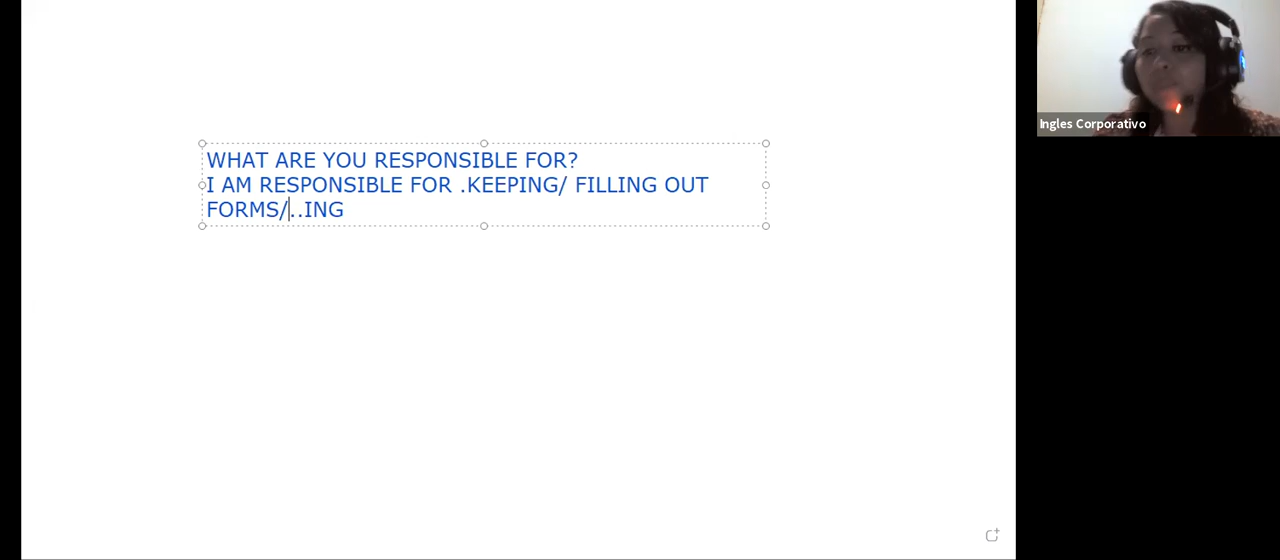 WHAT ARE YOU RESPONSIBLE FOR?
I AM RESPONSIBLE FOR .KEEPING/ FILLING OUT
FORMS/..ING
Ingles Corporativo